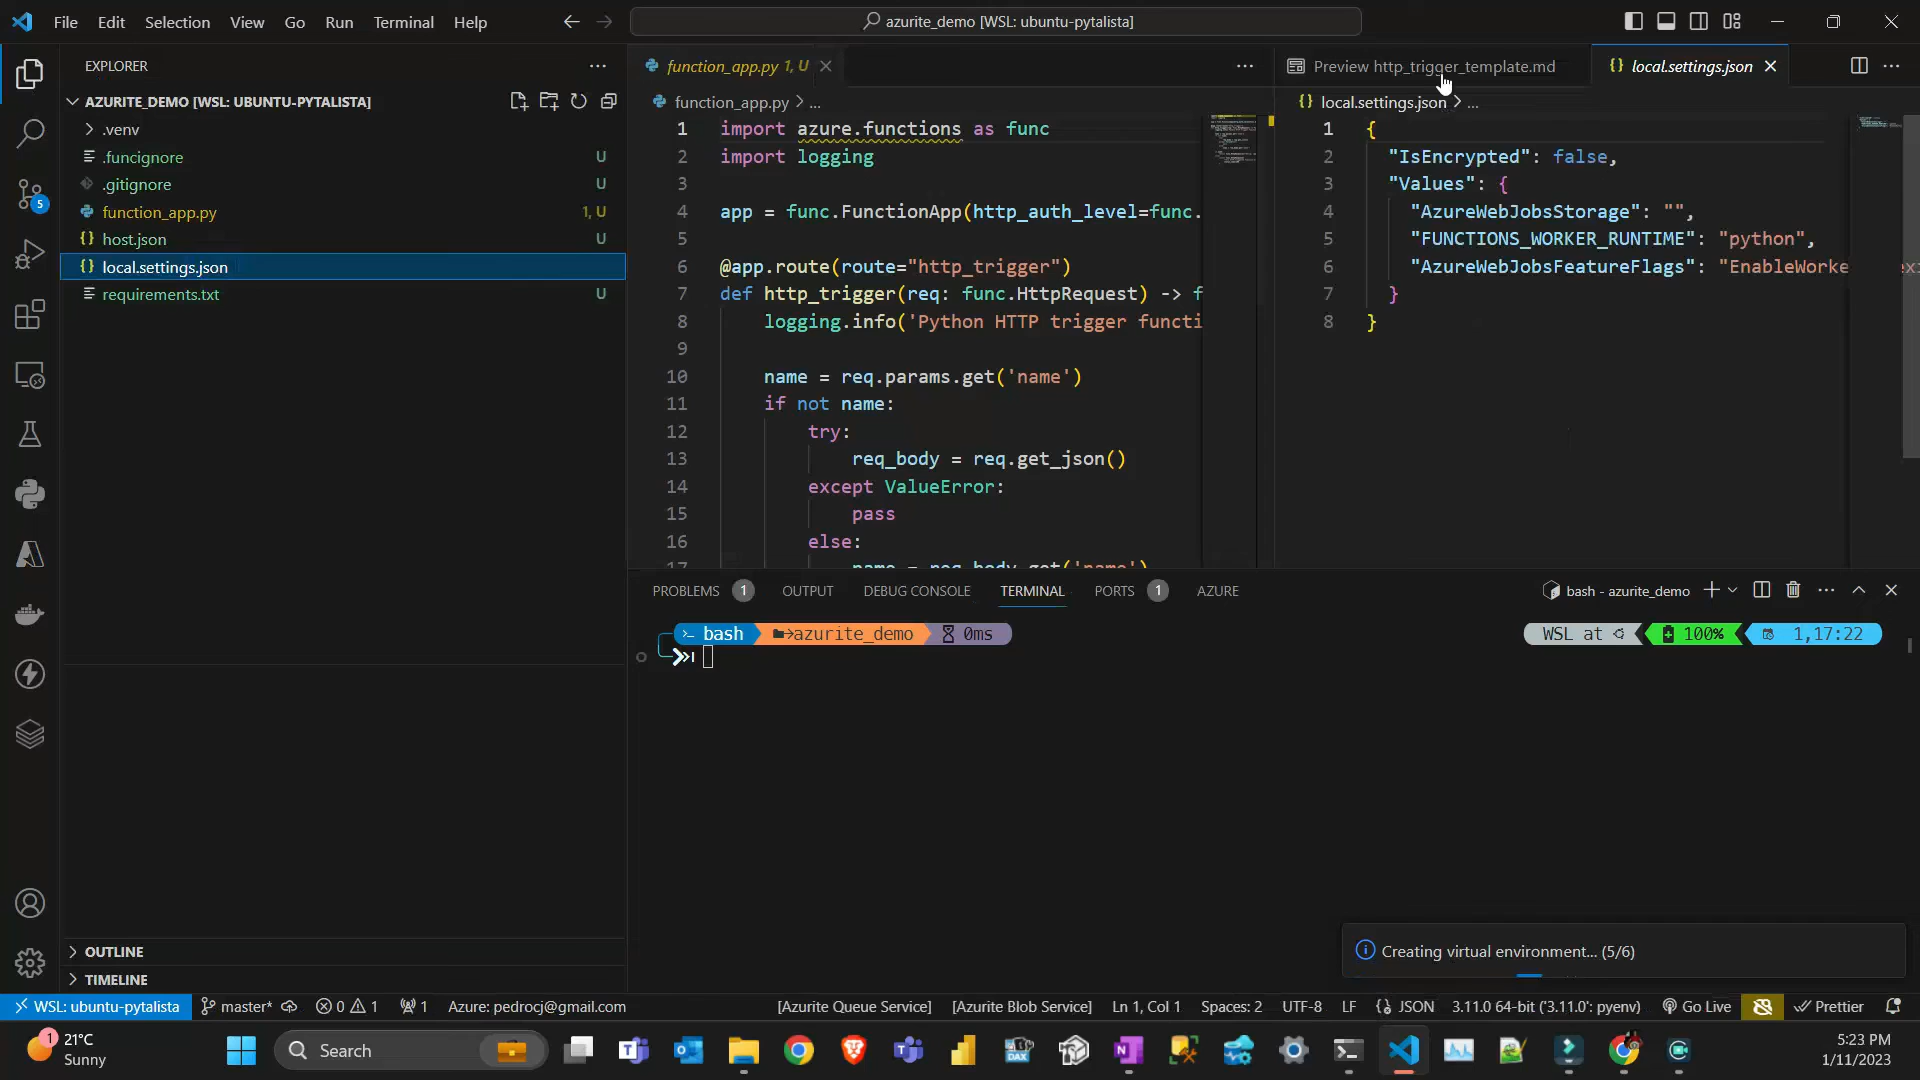 File Edit Selection View Go Run Terminal Help
azurite_demo [WSL: ubuntu-pytalista]
EXPLORER
AZURITE_DEMO [WSL: UBUNTU-PYTALISTA]
.venv
.funcignore U
.gitignore U
function_app.py 1, U
host.json U
local.settings.json
requirements.txt U
OUTLINE
TIMELINE
5
function_app.py 1, U
function_app.py > ...
1 import azure.functions as func
2 import logging
3
4 app = func.FunctionApp(http_auth_level=func.
5
6 @app.route(route="http_trigger")
7 def http_trigger(req: func.HttpRequest) -> f
8 logging.info('Python HTTP trigger functi
9
10 name = req.params.get('name')
11 if not name:
12 try:
13 req_body = req.get_json()
14 except ValueError:
15 pass
16 else:
17 name = req_body.get('name')
Preview http_trigger_template.md
local.settings.json
local.settings.json > ...
1 {
2 "IsEncrypted": false,
3 "Values": {
4 "AzureWebJobsStorage": "",
5 "FUNCTIONS_WORKER_RUNTIME": "python",
6 "AzureWebJobsFeatureFlags": "EnableWorke
7 }
8 }
PROBLEMS 1 OUTPUT DEBUG CONSOLE TERMINAL PORTS 1 AZURE
bash - azurite_demo
bash azurite_demo 0ms
WSL at 100% 1,17:22
Creating virtual environment... (5/6)
WSL: ubuntu-pytalista master* 0 1 1 Azure: pedrocj@gmail.com [Azurite Queue Service] [Azurite Blob Service] Ln 1, Col 1 Spaces: 2 UTF-8 LF {} JSON 3.11.0 64-bit ('3.11.0': pyenv) Go Live Prettier
1
21°C
Sunny
Search
DAX
5:23 PM
1/11/2023